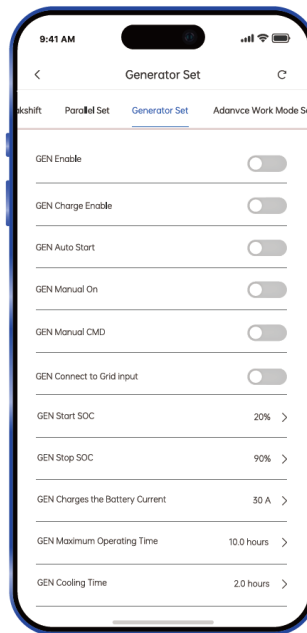 9:41 AM
Generator Set
akshift Parallel Set Generator Set Adanvce Work Mode Se
GEN Enable
GEN Charge Enable
GEN Auto Start
GEN Manual On
GEN Manual CMD
GEN Connect to Grid input
GEN Start SOC 20%
GEN Stop SOC 90%
GEN Charges the Battery Current 30 A
GEN Maximum Operating Time 10.0 hours
GEN Cooling Time 2.0 hours